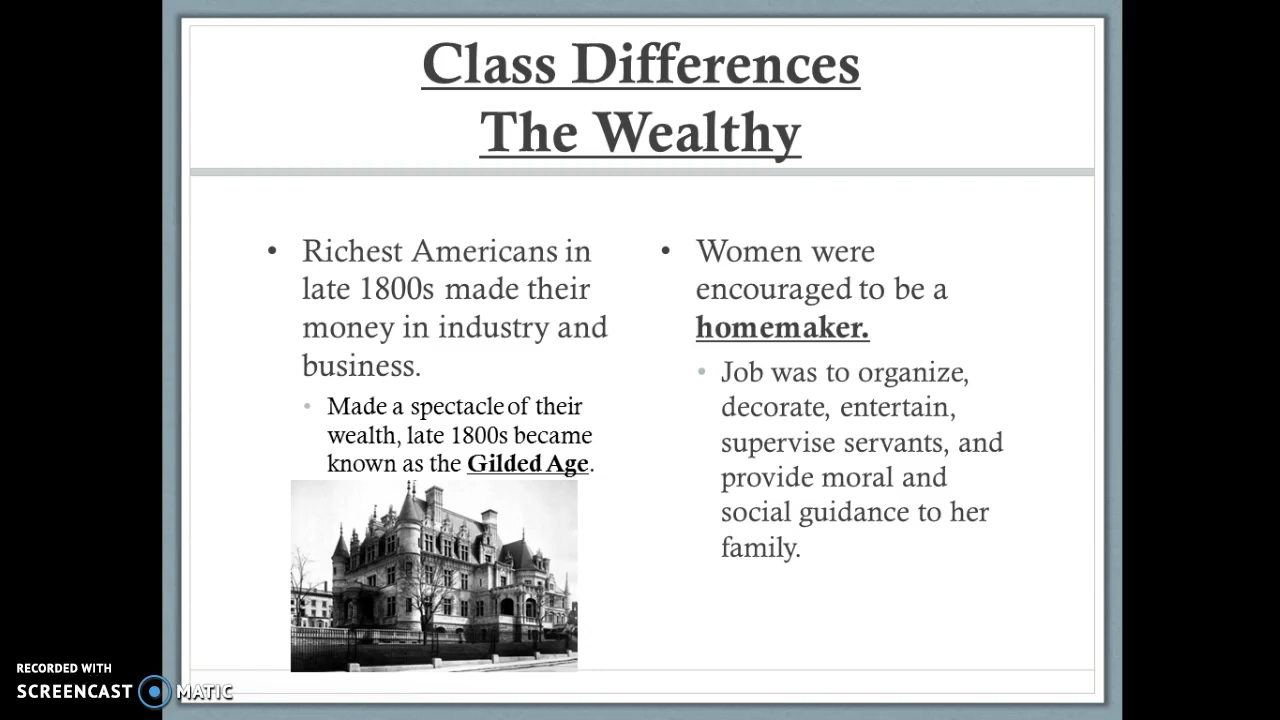 Class Differences
The Wealthy
• Richest Americans in
late 1800s made their
money in industry and
business.
• Made a spectacle of their
wealth, late 1800s became
known as the Gilded Age.
• Women were
encouraged to be a
homemaker.
• Job was to organize,
decorate, entertain,
supervise servants, and
provide moral and
social guidance to her
family.
RECORDED WITH
SCREENCAST MATIC